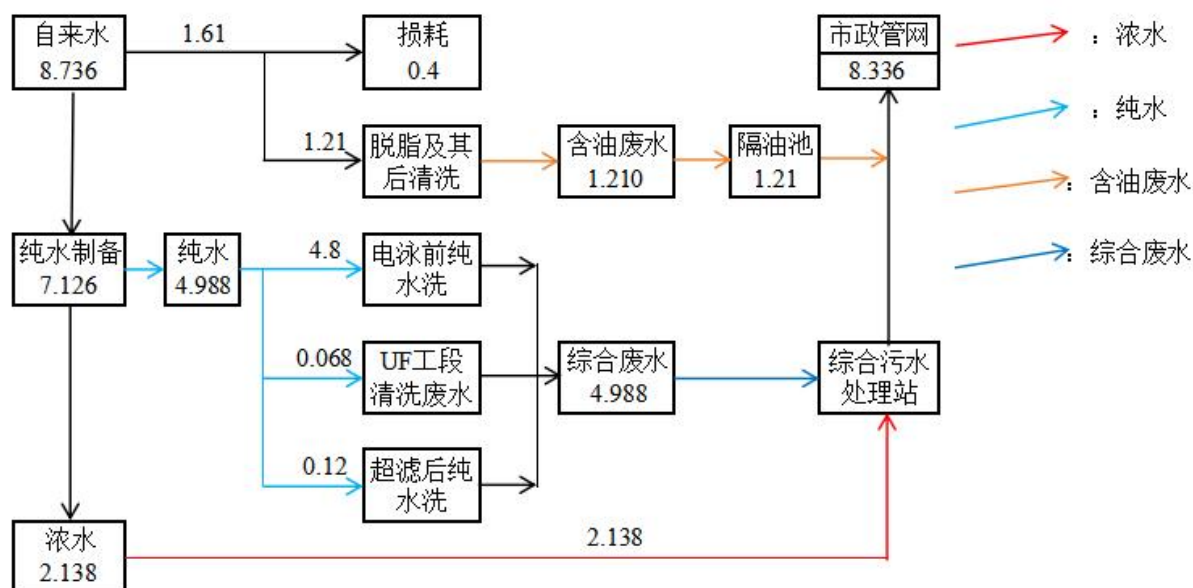 自来水
8.736
1.61
损耗
0.4
市政管网
8.336
：浓水
：纯水
1.21
脱脂及其
后清洗
含油废水
1.210
隔油池
1.21
：含油废水
纯水制备
7.126
纯水
4.988
4.8
电泳前纯
水洗
：综合废水
0.068
UF工段
清洗废水
综合废水
4.988
综合污水
处理站
0.12
超滤后纯
水洗
浓水
2.138
2.138